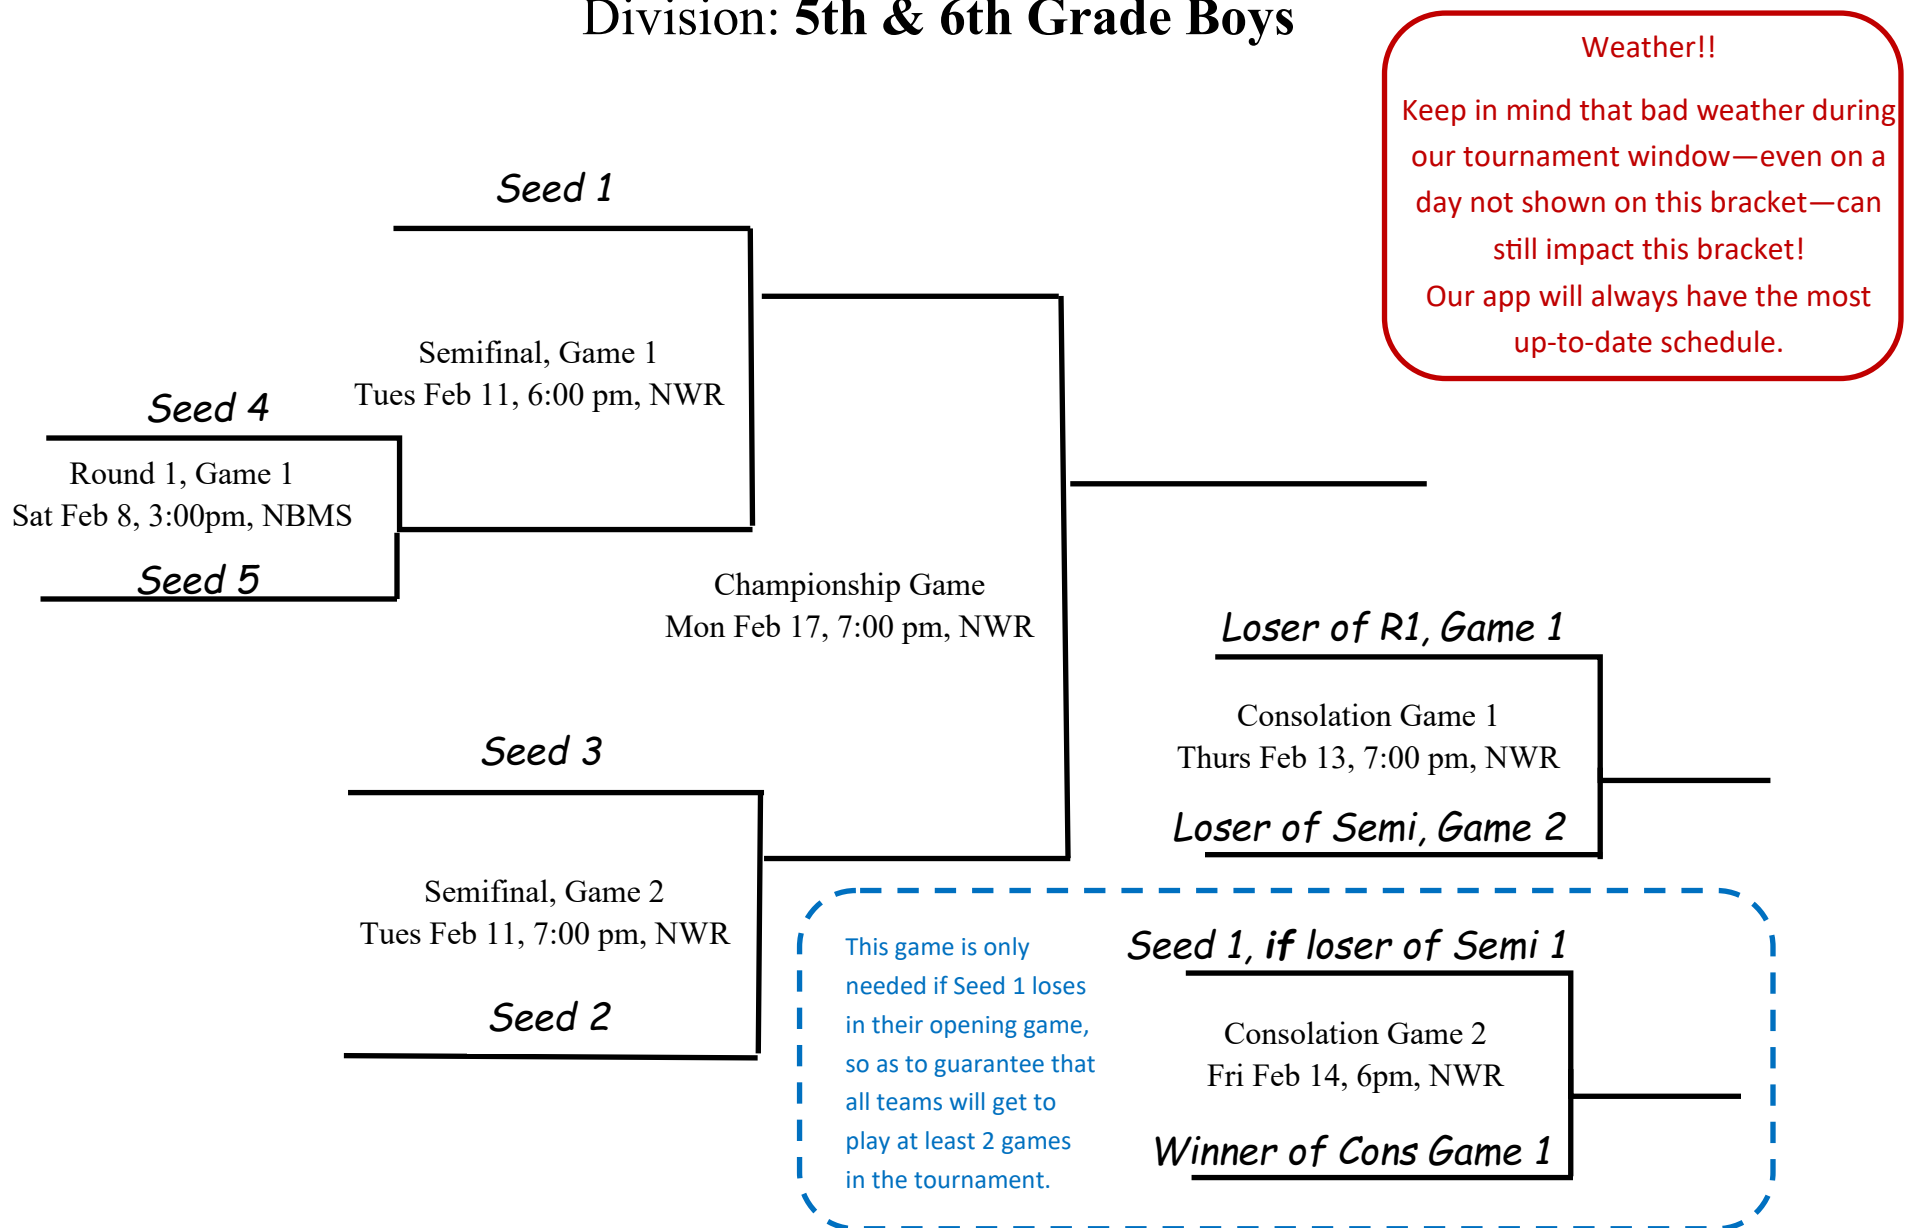 Division: 5th & 6th Grade Boys
Weather!!
Keep in mind that bad weather during
our tournament window—even on a
day not shown on this bracket—can
still impact this bracket!
Our app will always have the most
up-to-date schedule.
Seed 1
Semifinal, Game 1
Tues Feb 11, 6:00 pm, NWR
Seed 4
Round 1, Game 1
Sat Feb 8, 3:00pm, NBMS
Seed 5
Championship Game
Mon Feb 17, 7:00 pm, NWR
Seed 3
Semifinal, Game 2
Tues Feb 11, 7:00 pm, NWR
Seed 2
Loser of R1, Game 1
Consolation Game 1
Thurs Feb 13, 7:00 pm, NWR
Loser of Semi, Game 2
This game is only
needed if Seed 1 loses
in their opening game,
so as to guarantee that
all teams will get to
play at least 2 games
in the tournament.
Seed 1, if loser of Semi 1
Consolation Game 2
Fri Feb 14, 6pm, NWR
Winner of Cons Game 1